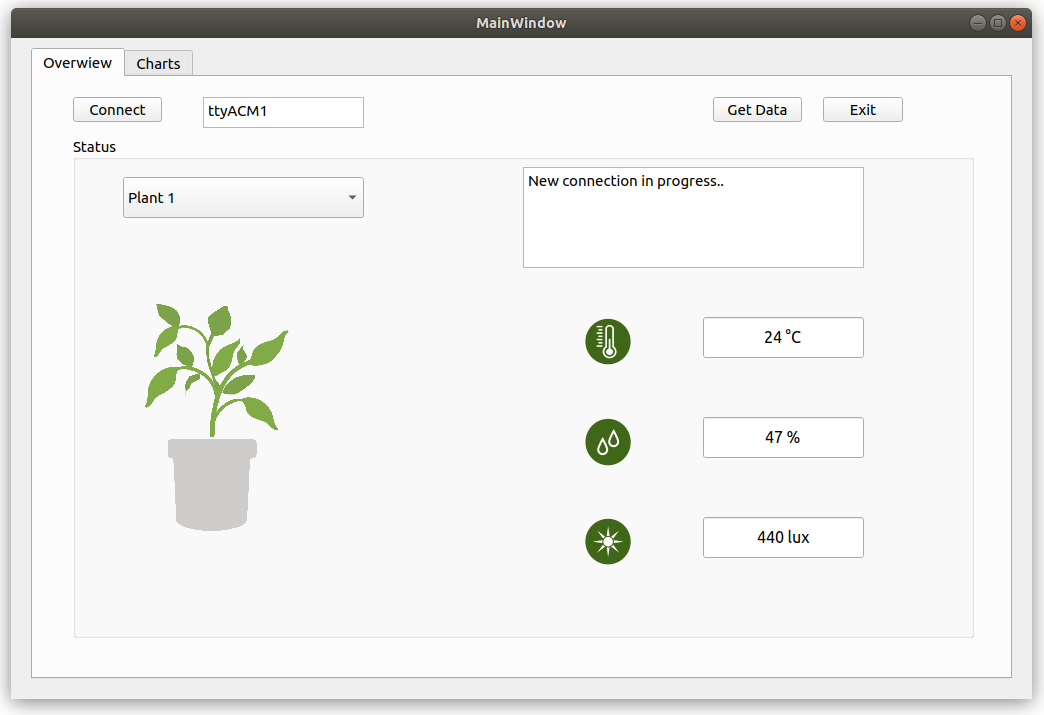 MainWindow
Overwiew
Charts
Connect
ttyACM1
Get Data
Exit
Status
Plant 1
New connection in progress..
24 °C
47 %
440 lux